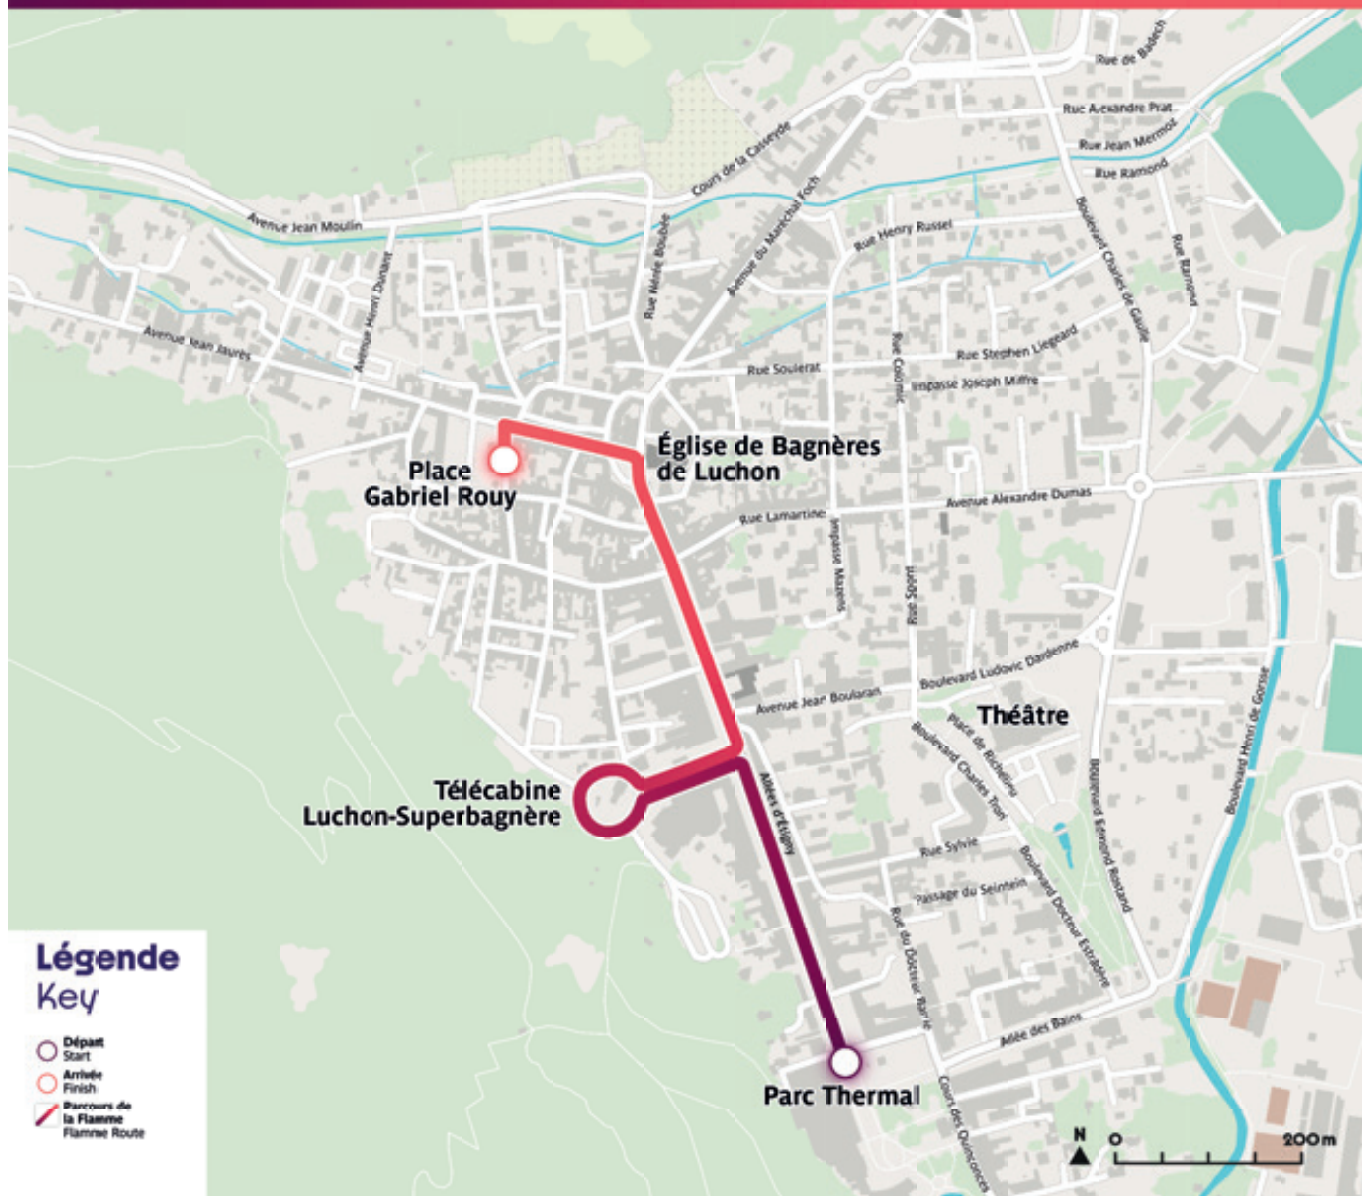 Rue de Badech
Rue Alexandre Prat
Rue Jean Mermoz
Rue Ramond
Cours de la Casseyde
Avenue Jean Moulin
Avenue du Maréchal Foch
Rue Nérée Boubée
Rue Henry Russel
Boulevard Charles de Gaulle
Rue Ramond
Avenue Henri Dunant
Avenue Jean Jaurès
Rue Soulerat
Rue Colomic
Rue Stephen Liegeard
Impasse Joseph Miffre
Église de Bagnères
de Luchon
Place
Gabriel Rouy
Rue Lamartine
Avenue Alexandre Dumas
Impasse Mazens
Rue Sport
Boulevard Ludovic Dardenne
Avenue Jean Boularan
Théâtre
Place de Richelieu
Boulevard Charles Tron
Boulevard Henri de Gorsse
Boulevard Edmond Rostand
Télécabine
Luchon-Superbagnère
Allées d'Étigny
Rue Sylvie
Passage du Seintein
Boulevard Docteur Estradère
Rue du Docteur Barrié
Allée des Bains
Parc Thermal
Cours des Quinconces
Légende
Key
Départ
Start
Arrivée
Finish
Parcours de
la Flamme
Flamme Route
N 0 200 m